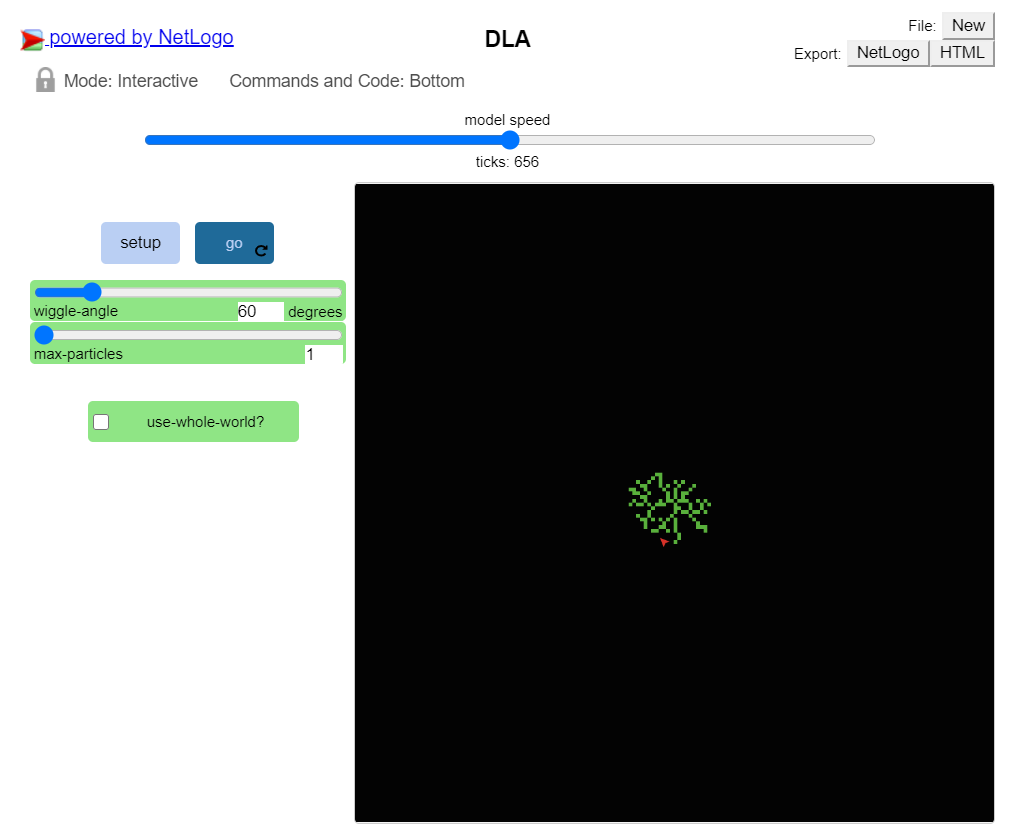 powered by NetLogo
DLA
File: New
Export: NetLogo HTML
Mode: Interactive Commands and Code: Bottom
model speed
ticks: 656
setup go
wiggle-angle 60 degrees
max-particles 1
use-whole-world?